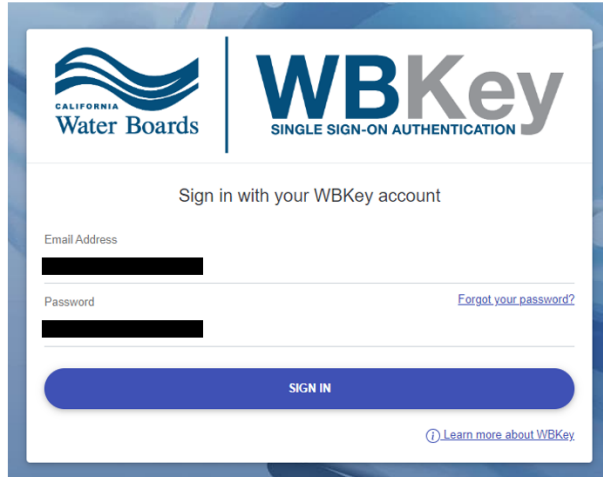 CALIFORNIA
Water Boards
WBKey
SINGLE SIGN-ON AUTHENTICATION
Sign in with your WBKey account
Email Address
Password
Forgot your password?
SIGN IN
Learn more about WBKey